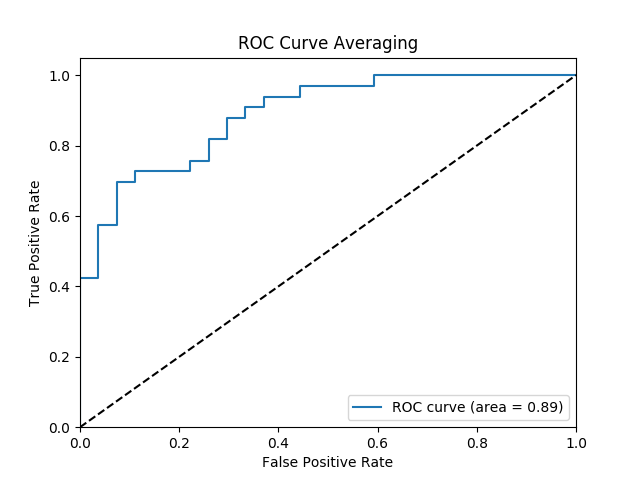 ROC Curve Averaging
True Positive Rate
1.0
0.8
0.6
0.4
0.2
0.0
ROC curve (area = 0.89)
0.0 0.2 0.4 0.6 0.8 1.0
False Positive Rate